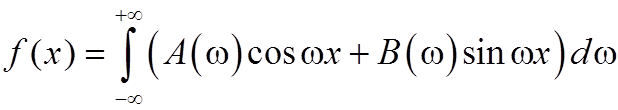 f(x) = ∫_{-∞}^{+∞} (A(ω)cos ωx + B(ω)sin ωx)dω